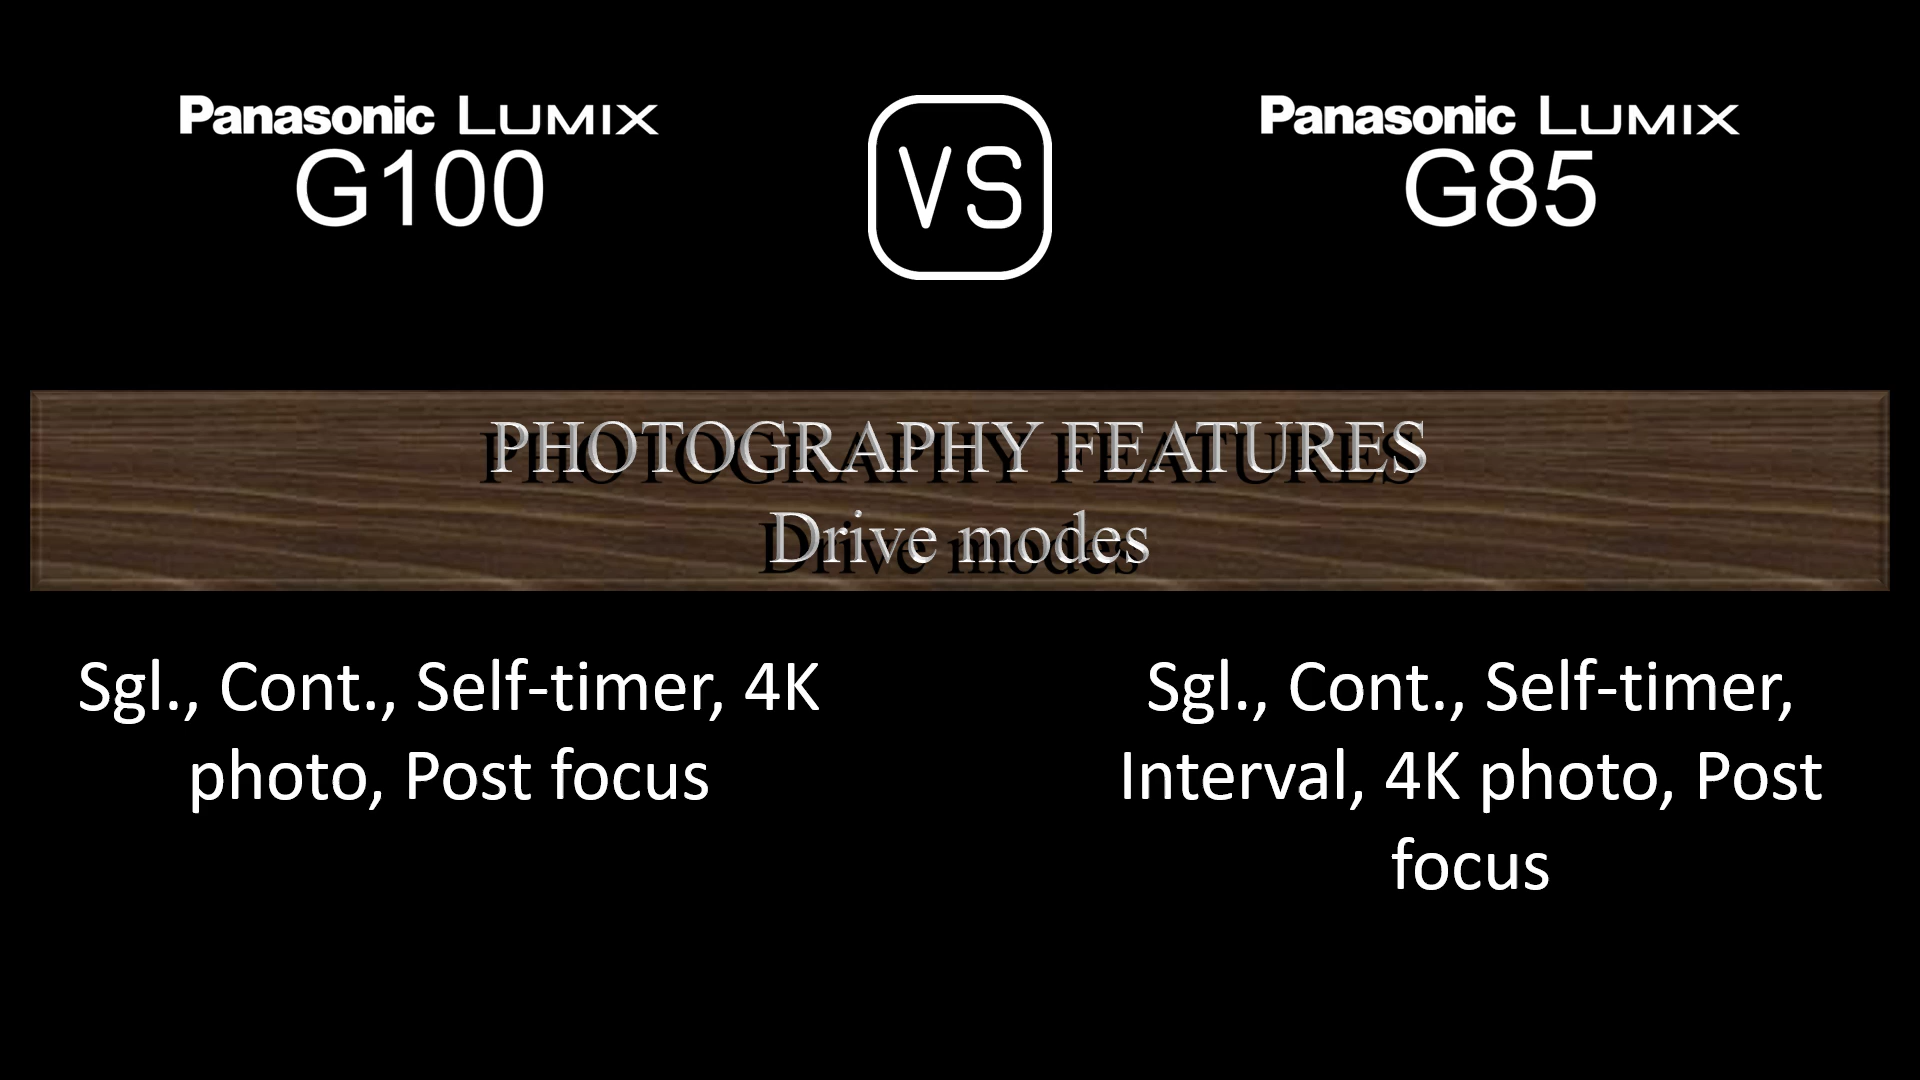 Panasonic LUMIX
G100
VS
Panasonic LUMIX
G85
PHOTOGRAPHY FEATURES
Drive modes
Sgl., Cont., Self-timer, 4K
photo, Post focus
Sgl., Cont., Self-timer,
Interval, 4K photo, Post
focus